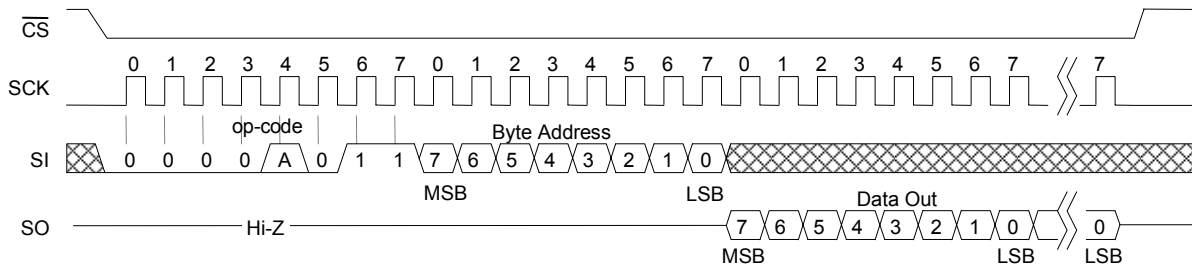 CS
0 1 2 3 4 5 6 7 0 1 2 3 4 5 6 7 0 1 2 3 4 5 6 7 7
SCK
op-code Byte Address
SI 0 0 0 0 A 0 1 1 7 6 5 4 3 2 1 0
MSB LSB Data Out
SO Hi-Z 7 6 5 4 3 2 1 0 0
MSB LSB LSB